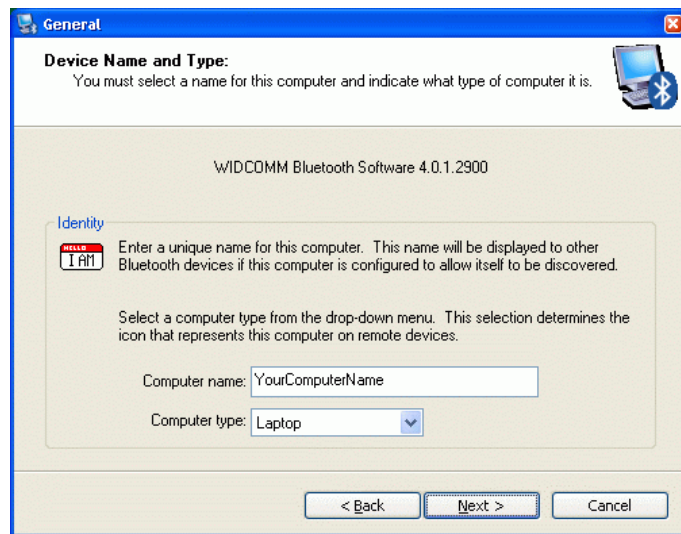 General
Device Name and Type:
You must select a name for this computer and indicate what type of computer it is.
WIDCOMM Bluetooth Software 4.0.1.2900
Identity
HELLO
I AM
Enter a unique name for this computer. This name will be displayed to other
Bluetooth devices if this computer is configured to allow itself to be discovered.
Select a computer type from the drop-down menu. This selection determines the
icon that represents this computer on remote devices.
Computer name: YourComputerName
Computer type: Laptop
< Back Next > Cancel